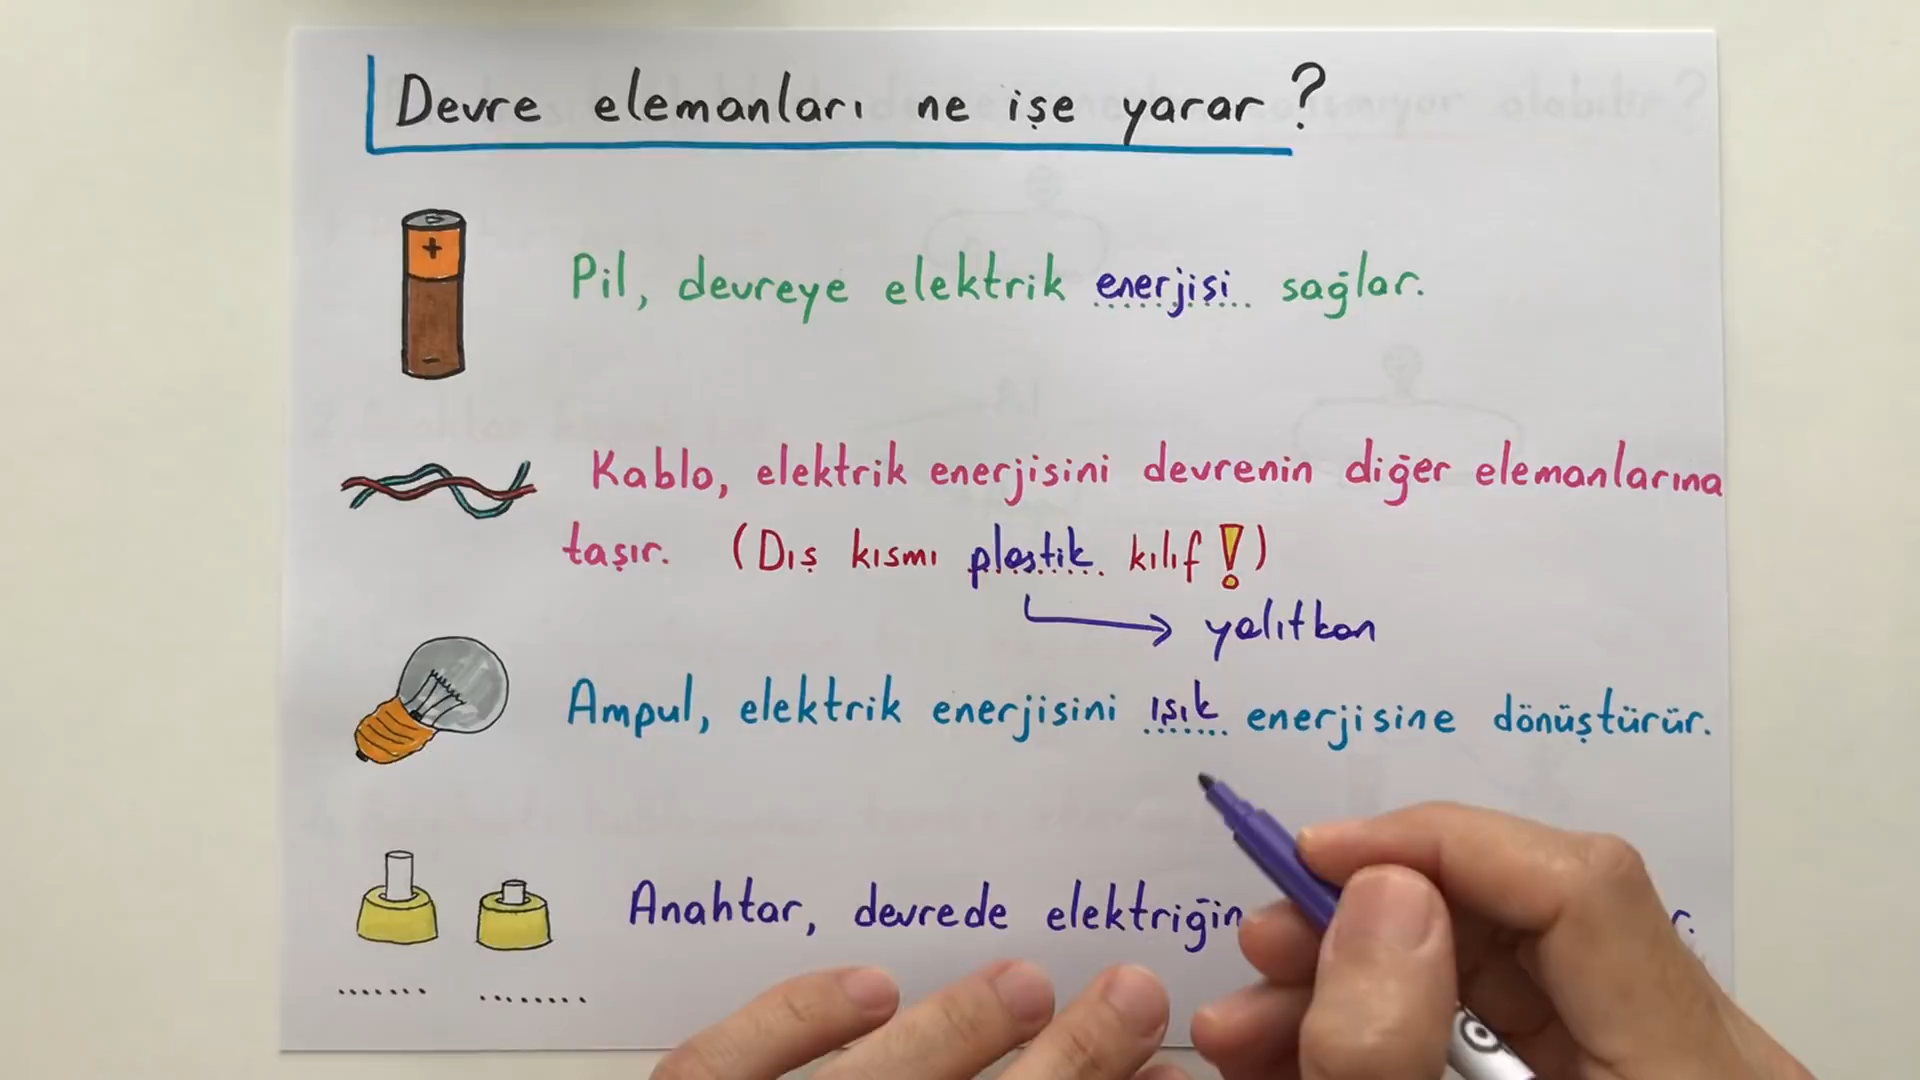 Devre elemanları ne işe yarar?
+
Pil, devreye elektrik enerjisi sağlar.
-
Kablo, elektrik enerjisini devrenin diğer elemanlarına
taşır. (Dış kısmı plastik kılıf!)
yalıtkan
Ampul, elektrik enerjisini ışık enerjisine dönüştürür.
Anahtar, devrede elektriğin